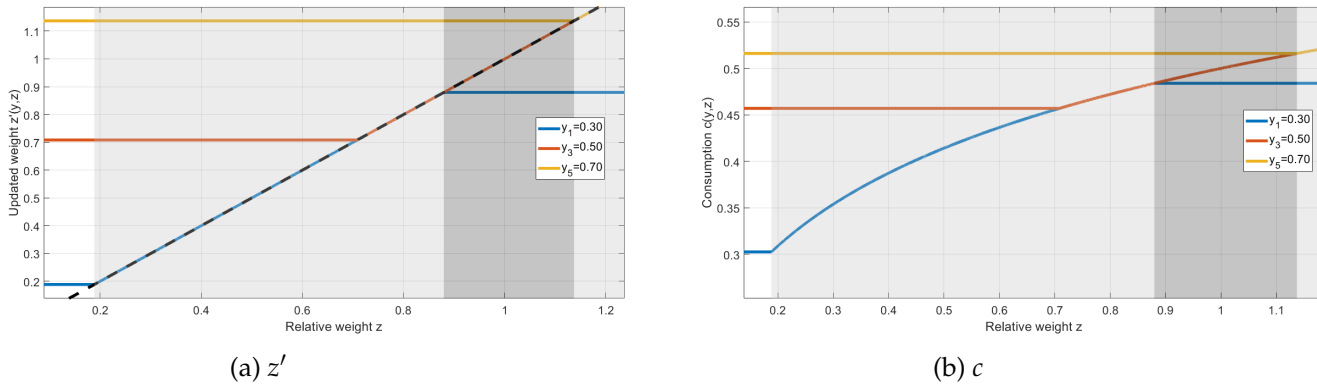 Updated weight z'(y,z)
1.1
1
0.9
0.8
0.7
0.6
0.5
0.4
0.3
0.2
y1=0.30
y3=0.50
y5=0.70
0.2 0.4 0.6 0.8 1 1.2
Relative weight z
(a) z′
Consumption c(y,z)
0.55
0.5
0.45
0.4
0.35
0.3
y1=0.30
y3=0.50
y5=0.70
0.2 0.3 0.4 0.5 0.6 0.7 0.8 0.9 1 1.1
Relative weight z
(b) c